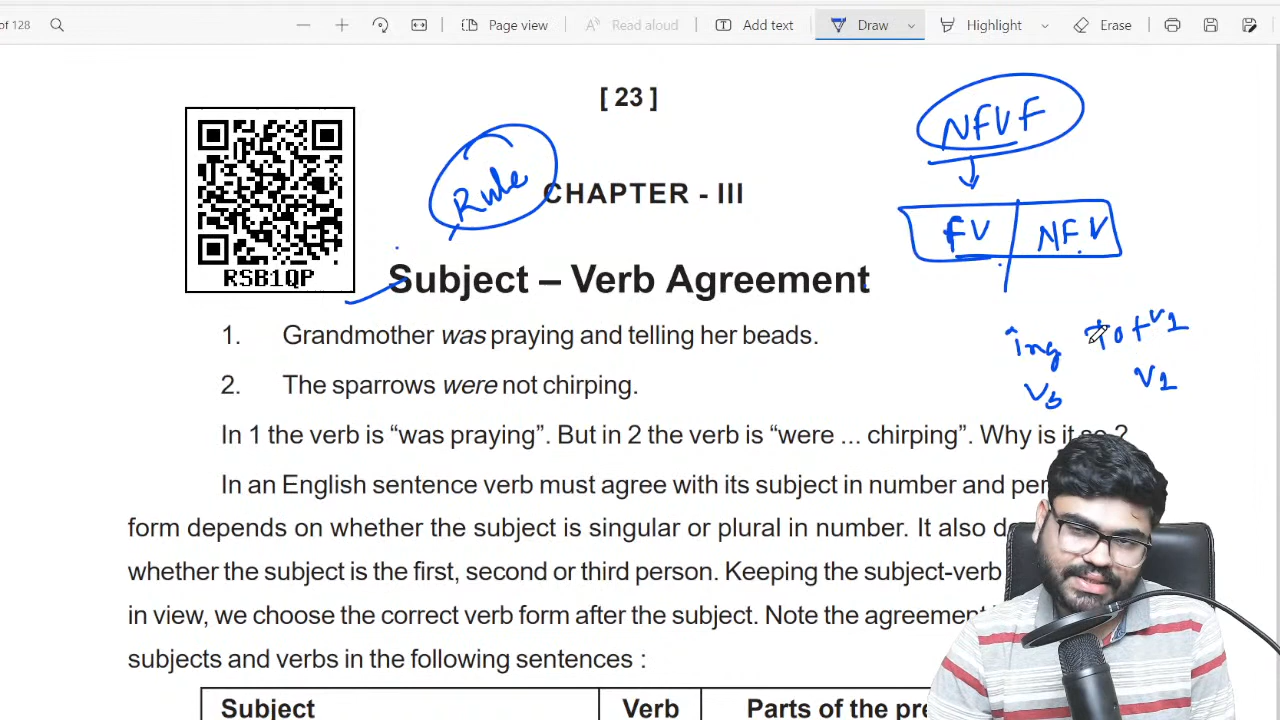 of 128
Page view
Read aloud
Add text
Draw
Highlight
Erase
[ 23 ]
NFVF
RSB1QP
Rule
CHAPTER - III
FV
NFV
Subject – Verb Agreement
1. Grandmother was praying and telling her beads.
ing
To+V1
2. The sparrows were not chirping.
V1
In 1 the verb is “was praying”. But in 2 the verb is “were ... chirping”. Why is it so ?
In an English sentence verb must agree with its subject in number and per
form depends on whether the subject is singular or plural in number. It also d
whether the subject is the first, second or third person. Keeping the subject-verb
in view, we choose the correct verb form after the subject. Note the agreement
subjects and verbs in the following sentences :
Subject
Verb
Parts of the pre